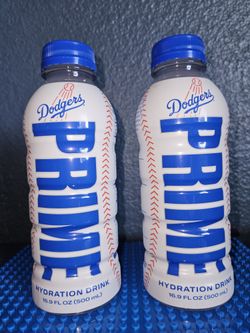 Dodgers
PRIME
HYDRATION DRINK
16.9 FL OZ (500 mL)
Dodgers
PRIME
HYDRATION DRINK
16.9 FL OZ (500 mL)